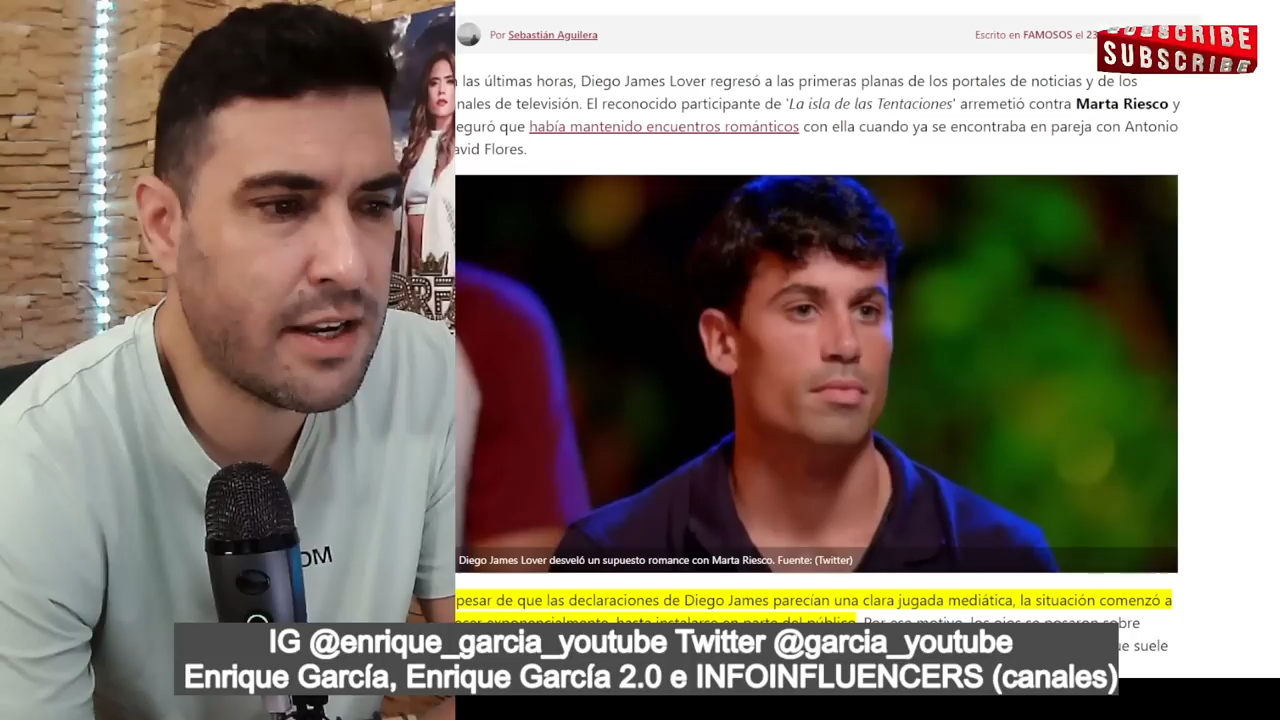 Por Sebastián Aguilera
Escrito en FAMOSOS el 23
SUBSCRIBE
SUBSCRIBE
las últimas horas, Diego James Lover regresó a las primeras planas de los portales de noticias y de los
nales de televisión. El reconocido participante de 'La isla de las Tentaciones' arremetió contra Marta Riesco y
eguró que había mantenido encuentros románticos con ella cuando ya se encontraba en pareja con Antonio
avid Flores.
OM
Diego James Lover desveló un supuesto romance con Marta Riesco. Fuente: (Twitter)
pesar de que las declaraciones de Diego James parecían una clara jugada mediática, la situación comenzó a
IG @enrique_garcia_youtube Twitter @garcia_youtube
ue suele
Enrique García, Enrique García 2.0 e INFOINFLUENCERS (canales)